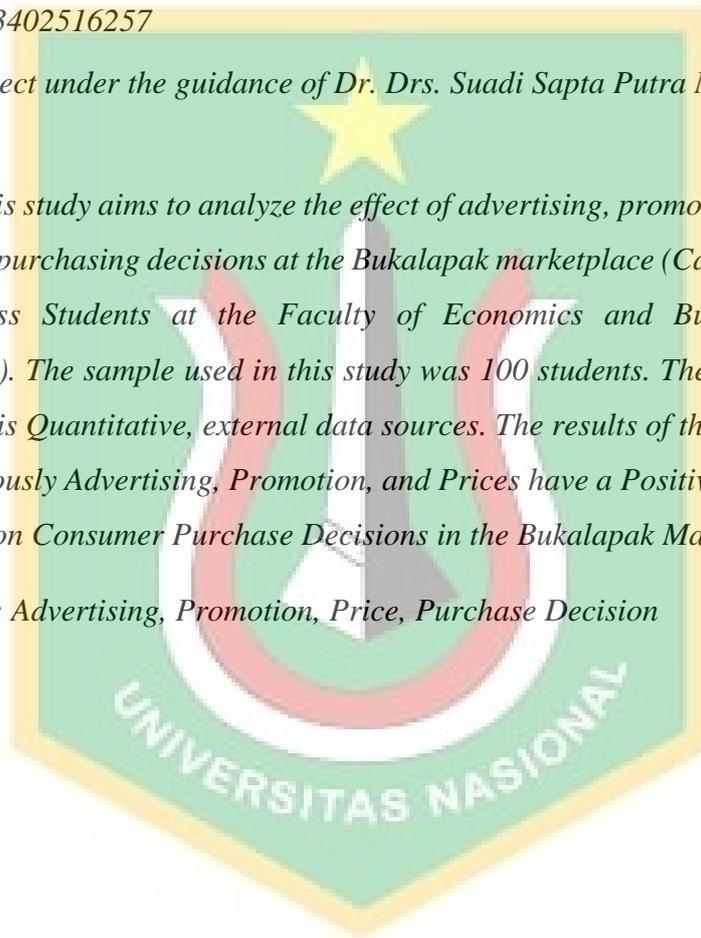 3402516257
ect under the guidance of Dr. Drs. Suadi Sapta Putra
is study aims to analyze the effect of advertising, promo
purchasing decisions at the Bukalapak marketplace (Ca
ss Students at the Faculty of Economics and Bu
). The sample used in this study was 100 students. The
is Quantitative, external data sources. The results of th
ously Advertising, Promotion, and Prices have a Positiv
on Consumer Purchase Decisions in the Bukalapak Ma
: Advertising, Promotion, Price, Purchase Decision
UNIVERSITAS NASIONAL